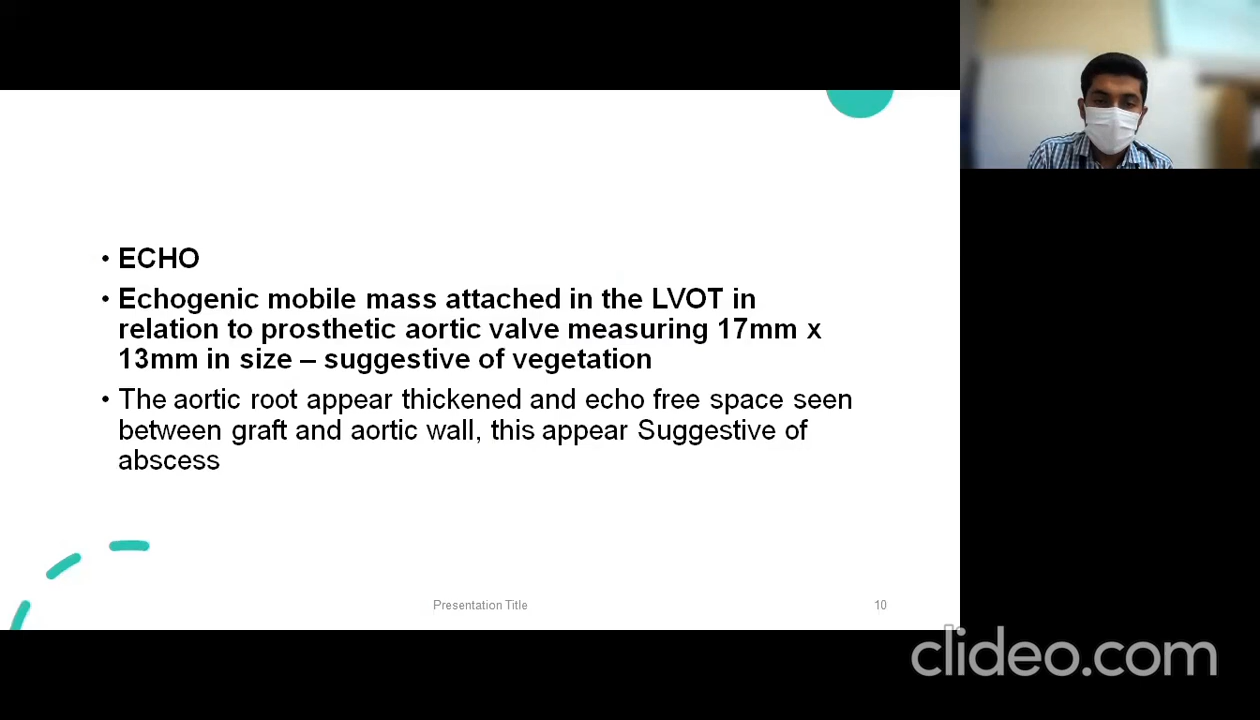 • ECHO
• Echogenic mobile mass attached in the LVOT in
relation to prosthetic aortic valve measuring 17mm x
13mm in size – suggestive of vegetation
• The aortic root appear thickened and echo free space seen
between graft and aortic wall, this appear Suggestive of
abscess
Presentation Title
10
clideo.com